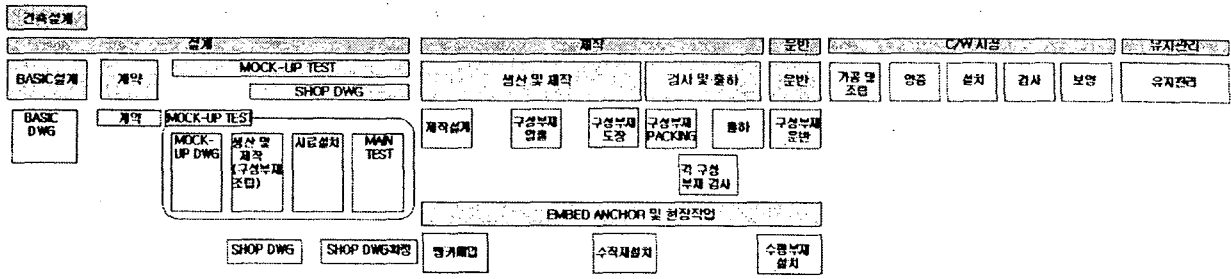 건축설계
설계
제작
운반
C/W 시공
유지관리
BASIC설계
계약
MOCK-UP TEST
SHOP DWG
생산 및 제작
검사 및 출하
운반
가공 및
조립
양중
설치
검사
보양
유지관리
BASIC
DWG
계약
MOCK-UP TEST
MOCK-
UP DWG
생산 및
제작
(구성부재
조립)
시료설치
MAIN
TEST
제작설계
구성부재
압출
구성부재
도장
구성부재
PACKING
출하
구성부재
운반
각 구성
부재 검사
EMBED ANCHOR 및 현장작업
SHOP DWG
SHOP DWG확정
앵커매입
수직재설치
수평부재
설치